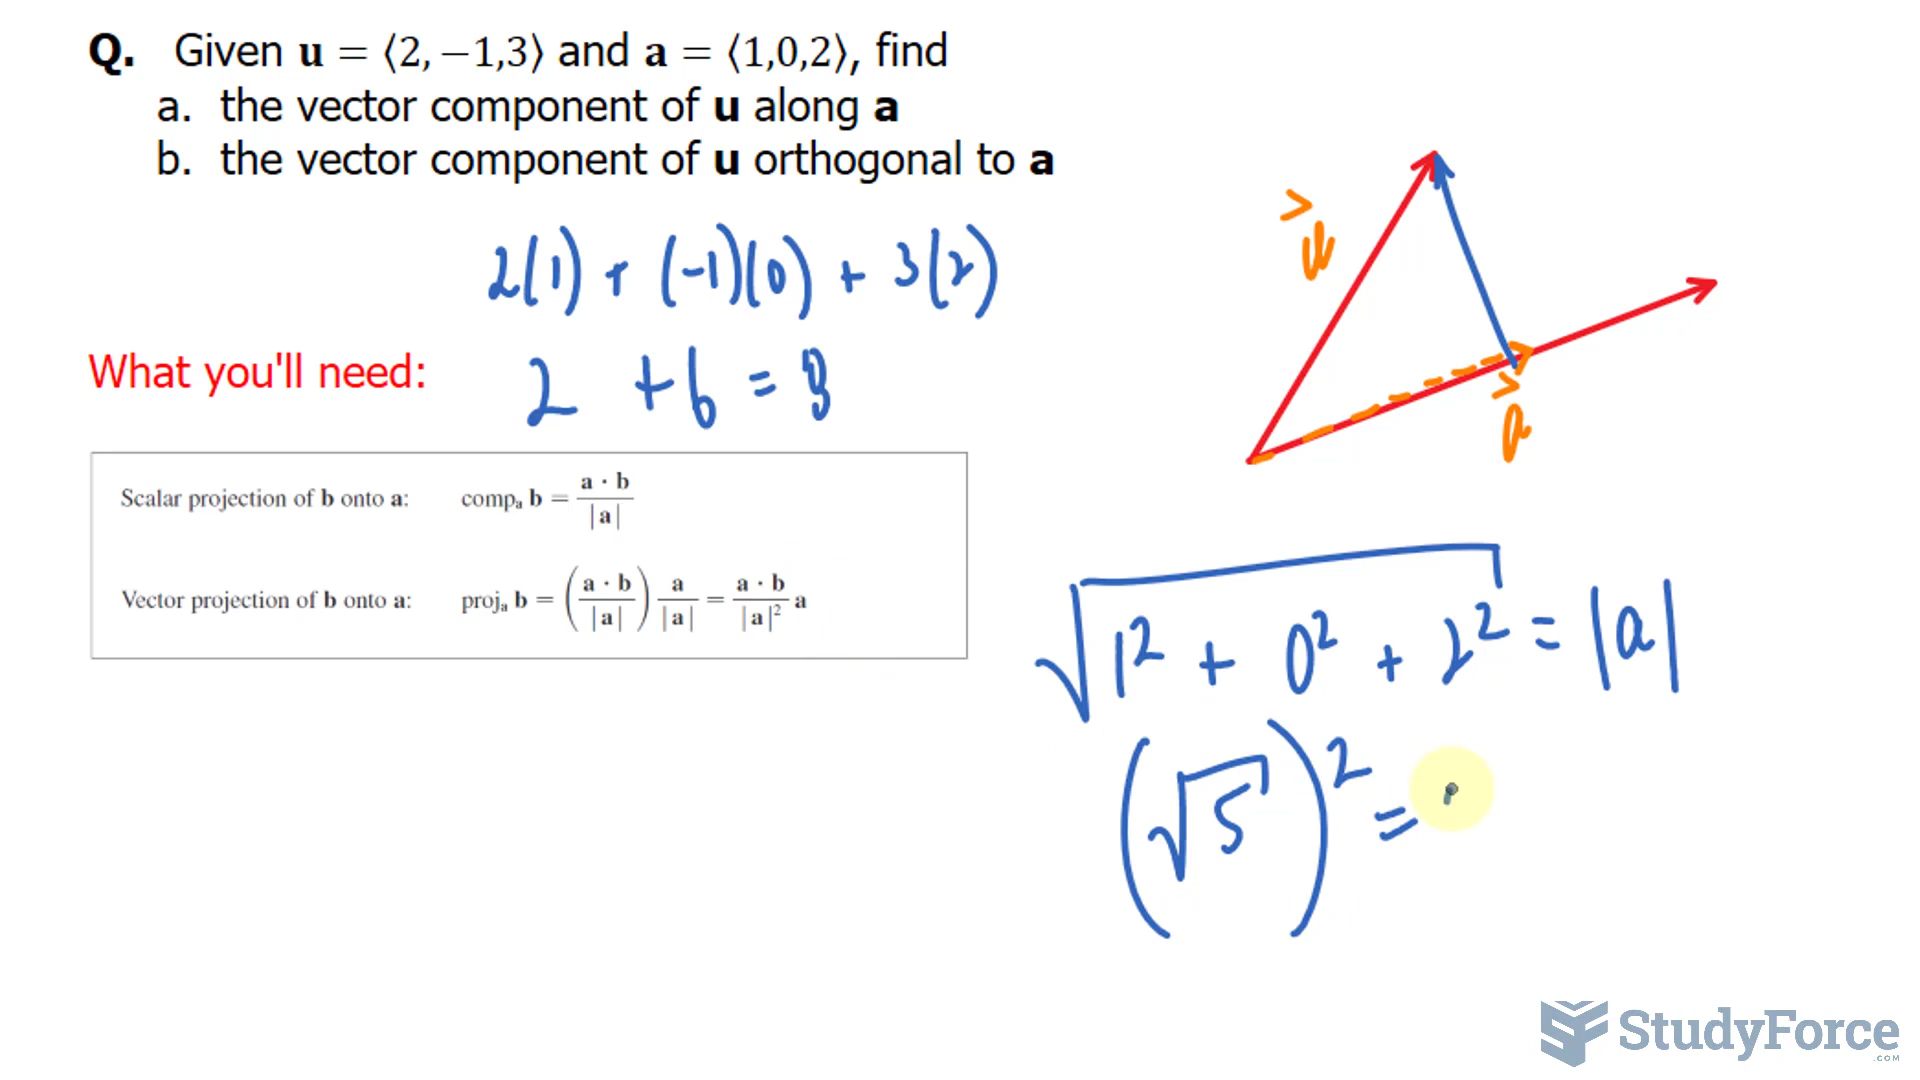 Q. Given u = ⟨2, −1,3⟩ and a = ⟨1,0,2⟩, find
a. the vector component of u along a
b. the vector component of u orthogonal to a
2(1) + (-1)(0) + 3(2)
What you'll need:
2 + 6 = 8
Scalar projection of b onto a: compₐ b = a · b / |a|
Vector projection of b onto a: projₐ b = (a · b / |a|) a / |a| = a · b / |a|² a
u
a
√(1² + 0² + 2²) = |a|
(√5)² =
StudyForce
.COM